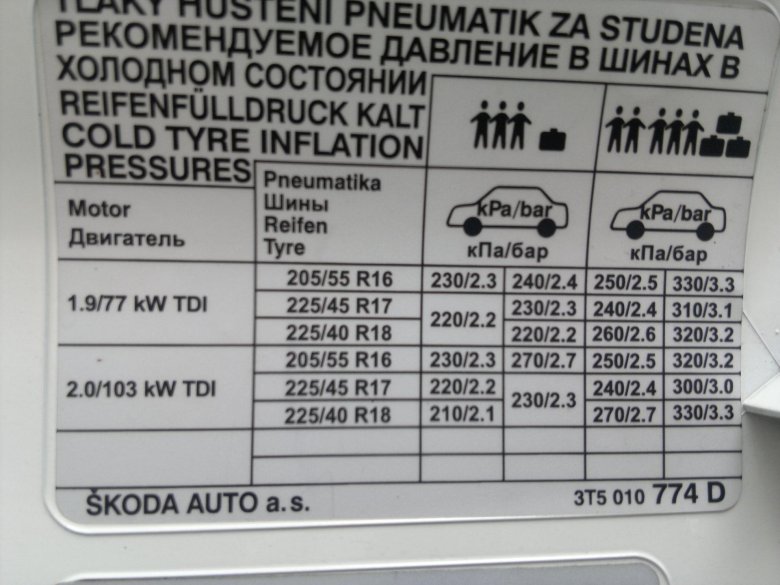 TLAKY HUŠTĚNÍ PNEUMATIK ZA STUDENA
РЕКОМЕНДУЕМОЕ ДАВЛЕНИЕ В ШИНАХ В
ХОЛОДНОМ СОСТОЯНИИ
REIFENFÜLLDRUCK KALT
COLD TYRE INFLATION
PRESSURES
Motor
Двигатель
Pneumatika
Шины
Reifen
Tyre
kPa/bar
кПа/бар
kPa/bar
кПа/бар
1.9/77 kW TDI
205/55 R16 230/2.3 240/2.4 250/2.5 330/3.3
225/45 R17 220/2.2 230/2.3 240/2.4 310/3.1
225/40 R18 220/2.2 260/2.6 320/3.2
2.0/103 kW TDI
205/55 R16 230/2.3 270/2.7 250/2.5 320/3.2
225/45 R17 220/2.2 230/2.3 240/2.4 300/3.0
225/40 R18 210/2.1 270/2.7 330/3.3
ŠKODA AUTO a.s. 3T5 010 774 D